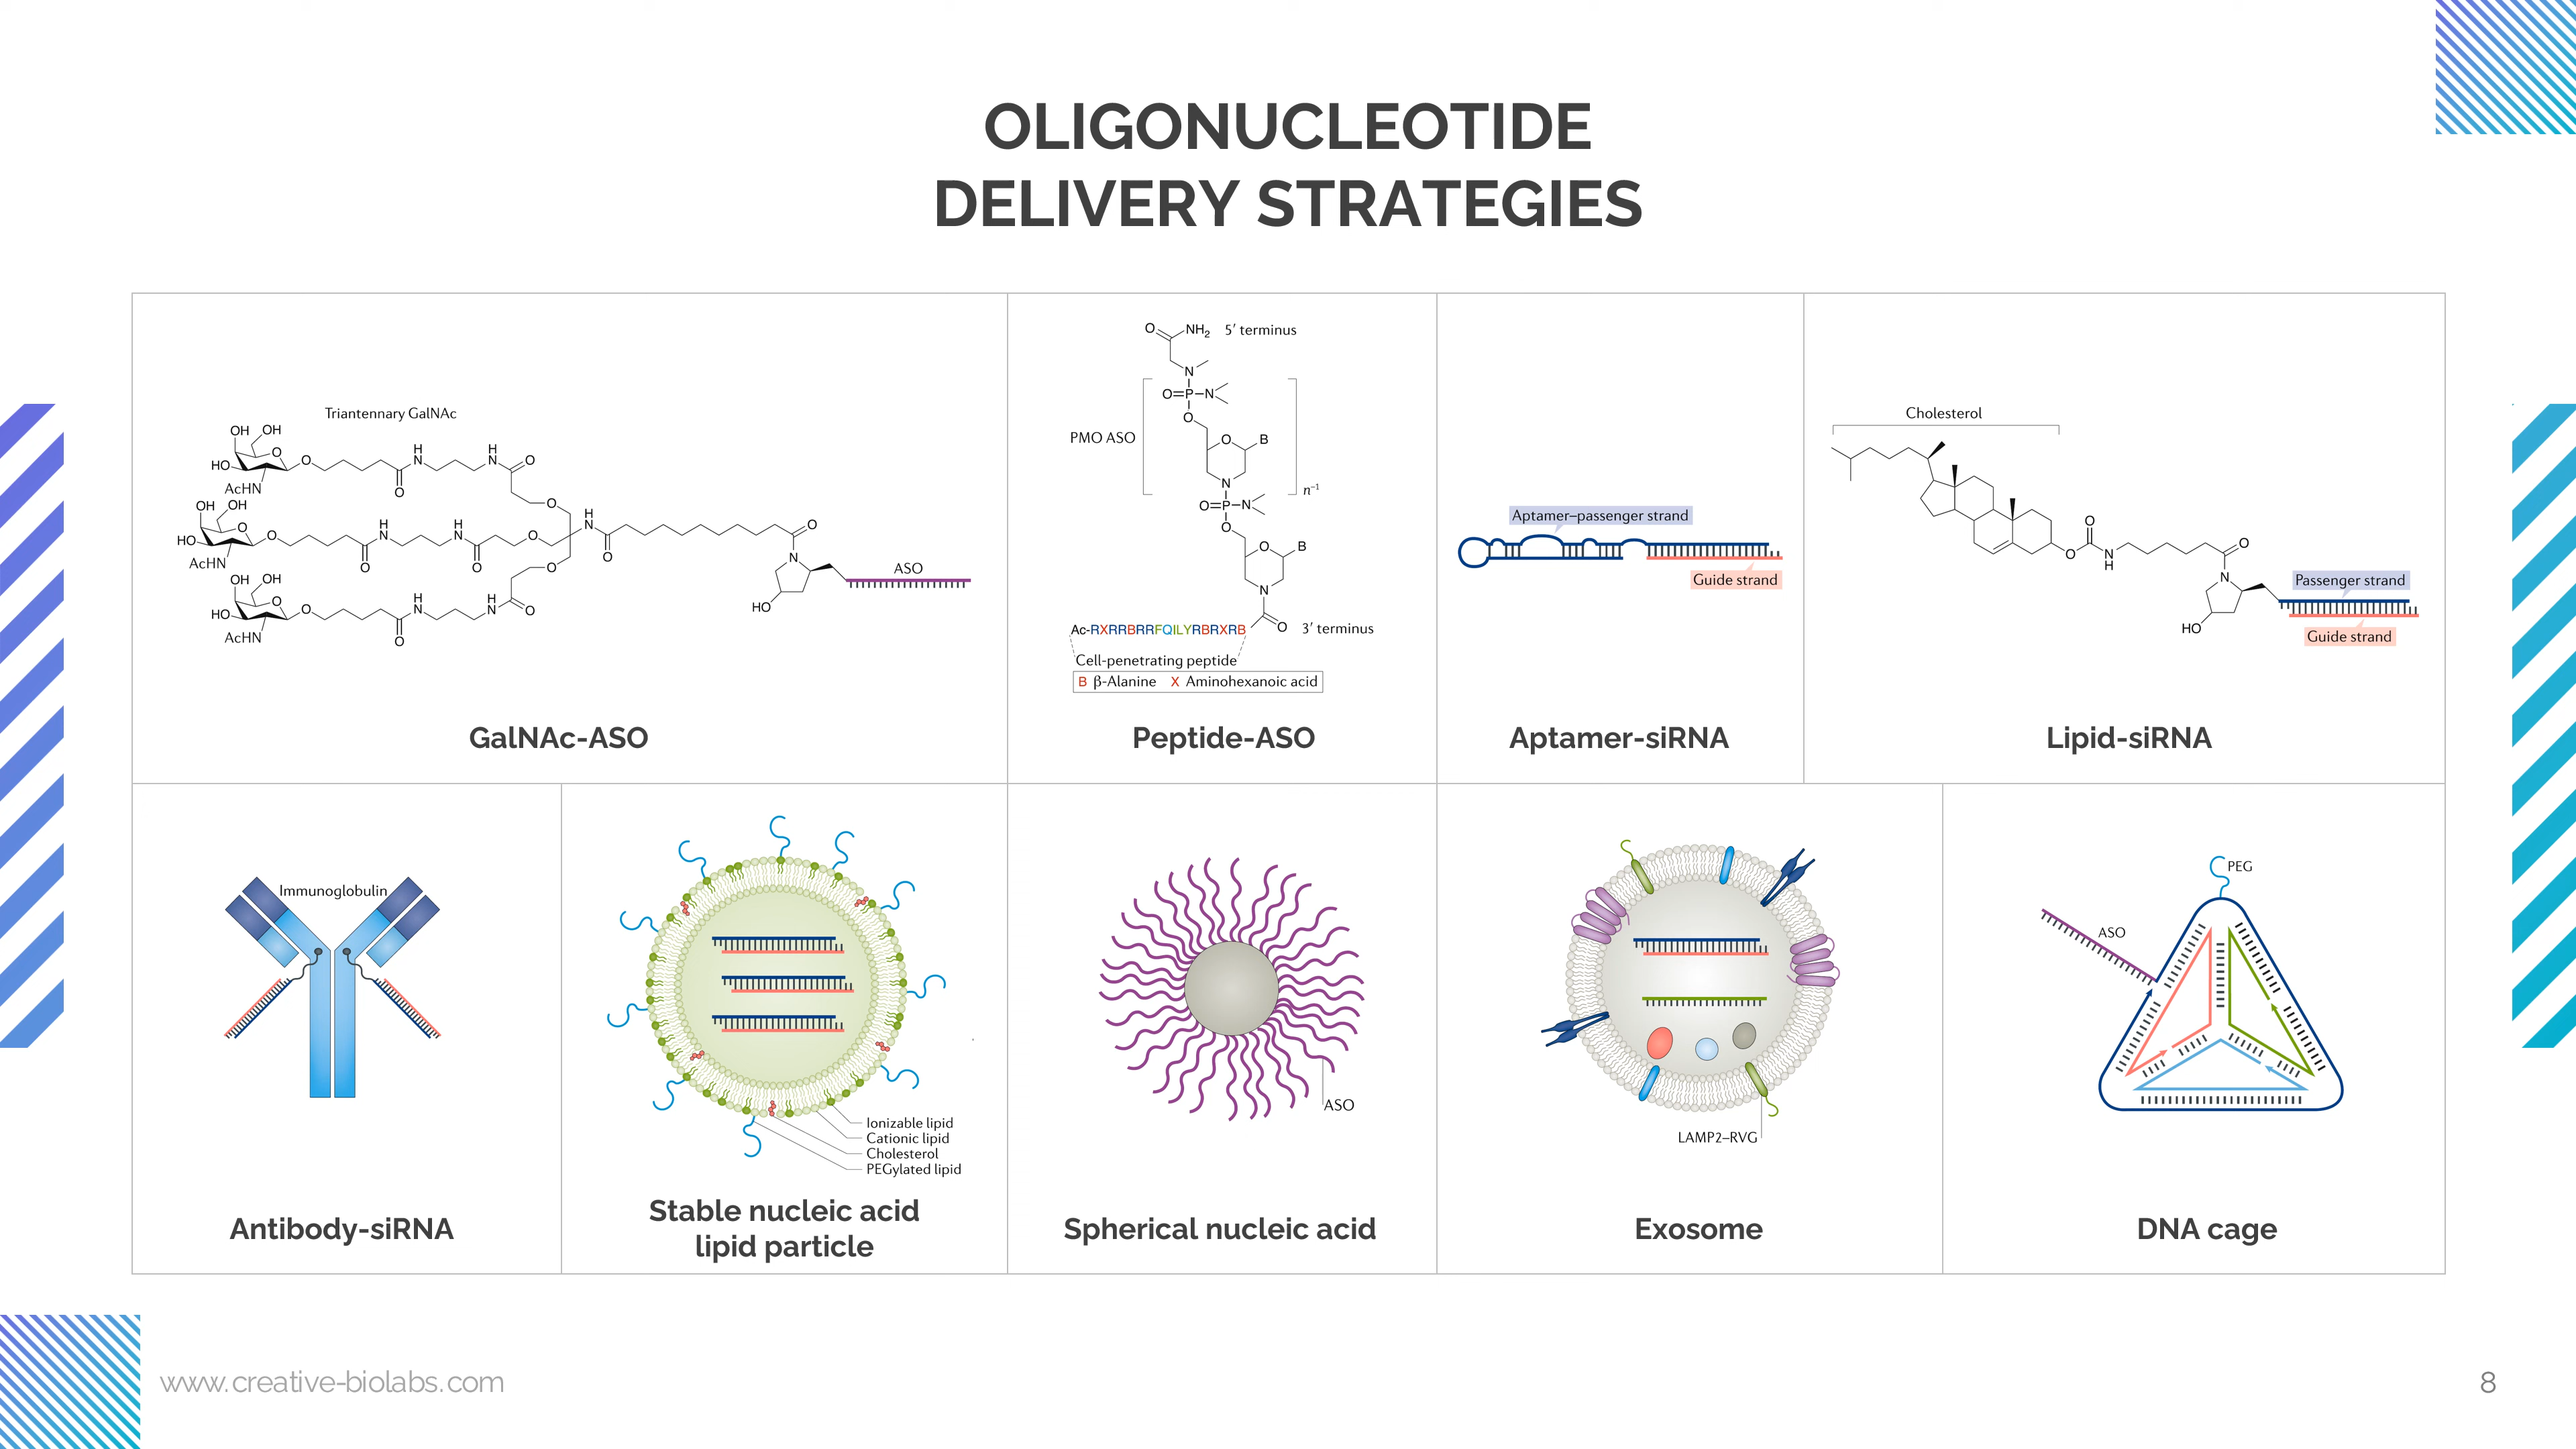 OLIGONUCLEOTIDE
DELIVERY STRATEGIES
Triantennary GalNAc
OH OH
HO O O H N H N O
AcHN O
OH OH O
HO O O H N H N O H N O
AcHN O O O
OH OH O N
HO O O H N H N O HO
AcHN O
ASO
GalNAc-ASO
O NH2 5′ terminus
N
O=P–N
O
PMO ASO
O B
N n−1
O=P–N
O
O B
N
Ac-RXRRBRRFQILYRBRXRB O 3′ terminus
Cell-penetrating peptide
B β-Alanine X Aminohexanoic acid
Peptide-ASO
Aptamer–passenger strand
Guide strand
Aptamer-siRNA
Cholesterol
O
O N H O
N
HO
Passenger strand
Guide strand
Lipid-siRNA
Immunoglobulin
Antibody-siRNA
Ionizable lipid
Cationic lipid
Cholesterol
PEGylated lipid
Stable nucleic acid
lipid particle
ASO
Spherical nucleic acid
LAMP2–RVG
Exosome
PEG
ASO
DNA cage
www.creative-biolabs.com
8